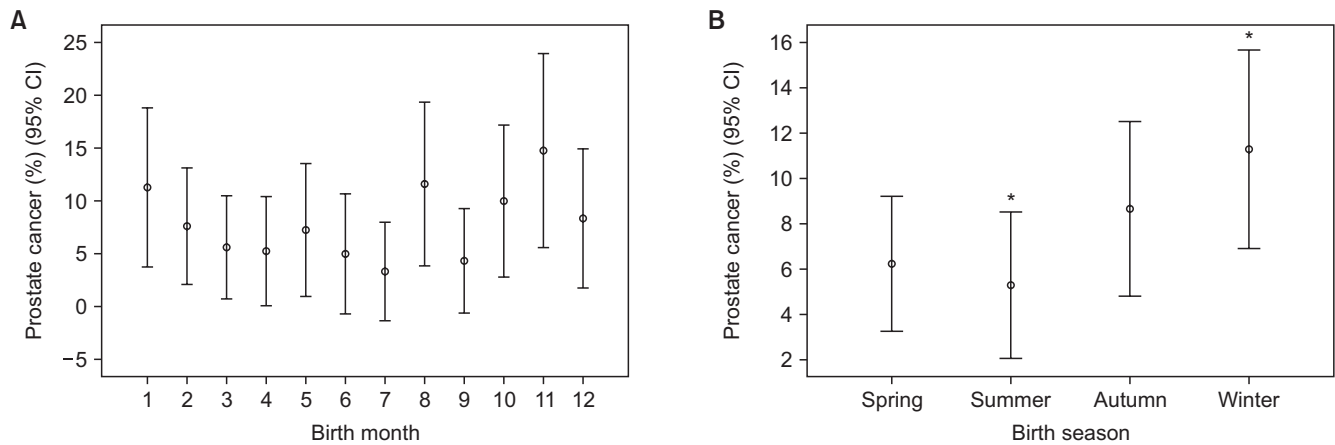 A
Prostate cancer (%) (95% CI)
25
20
15
10
5
0
−5
1 2 3 4 5 6 7 8 9 10 11 12
Birth month
B
Prostate cancer (%) (95% CI)
16
14
12
10
8
6
4
2
*
*
Spring Summer Autumn Winter
Birth season